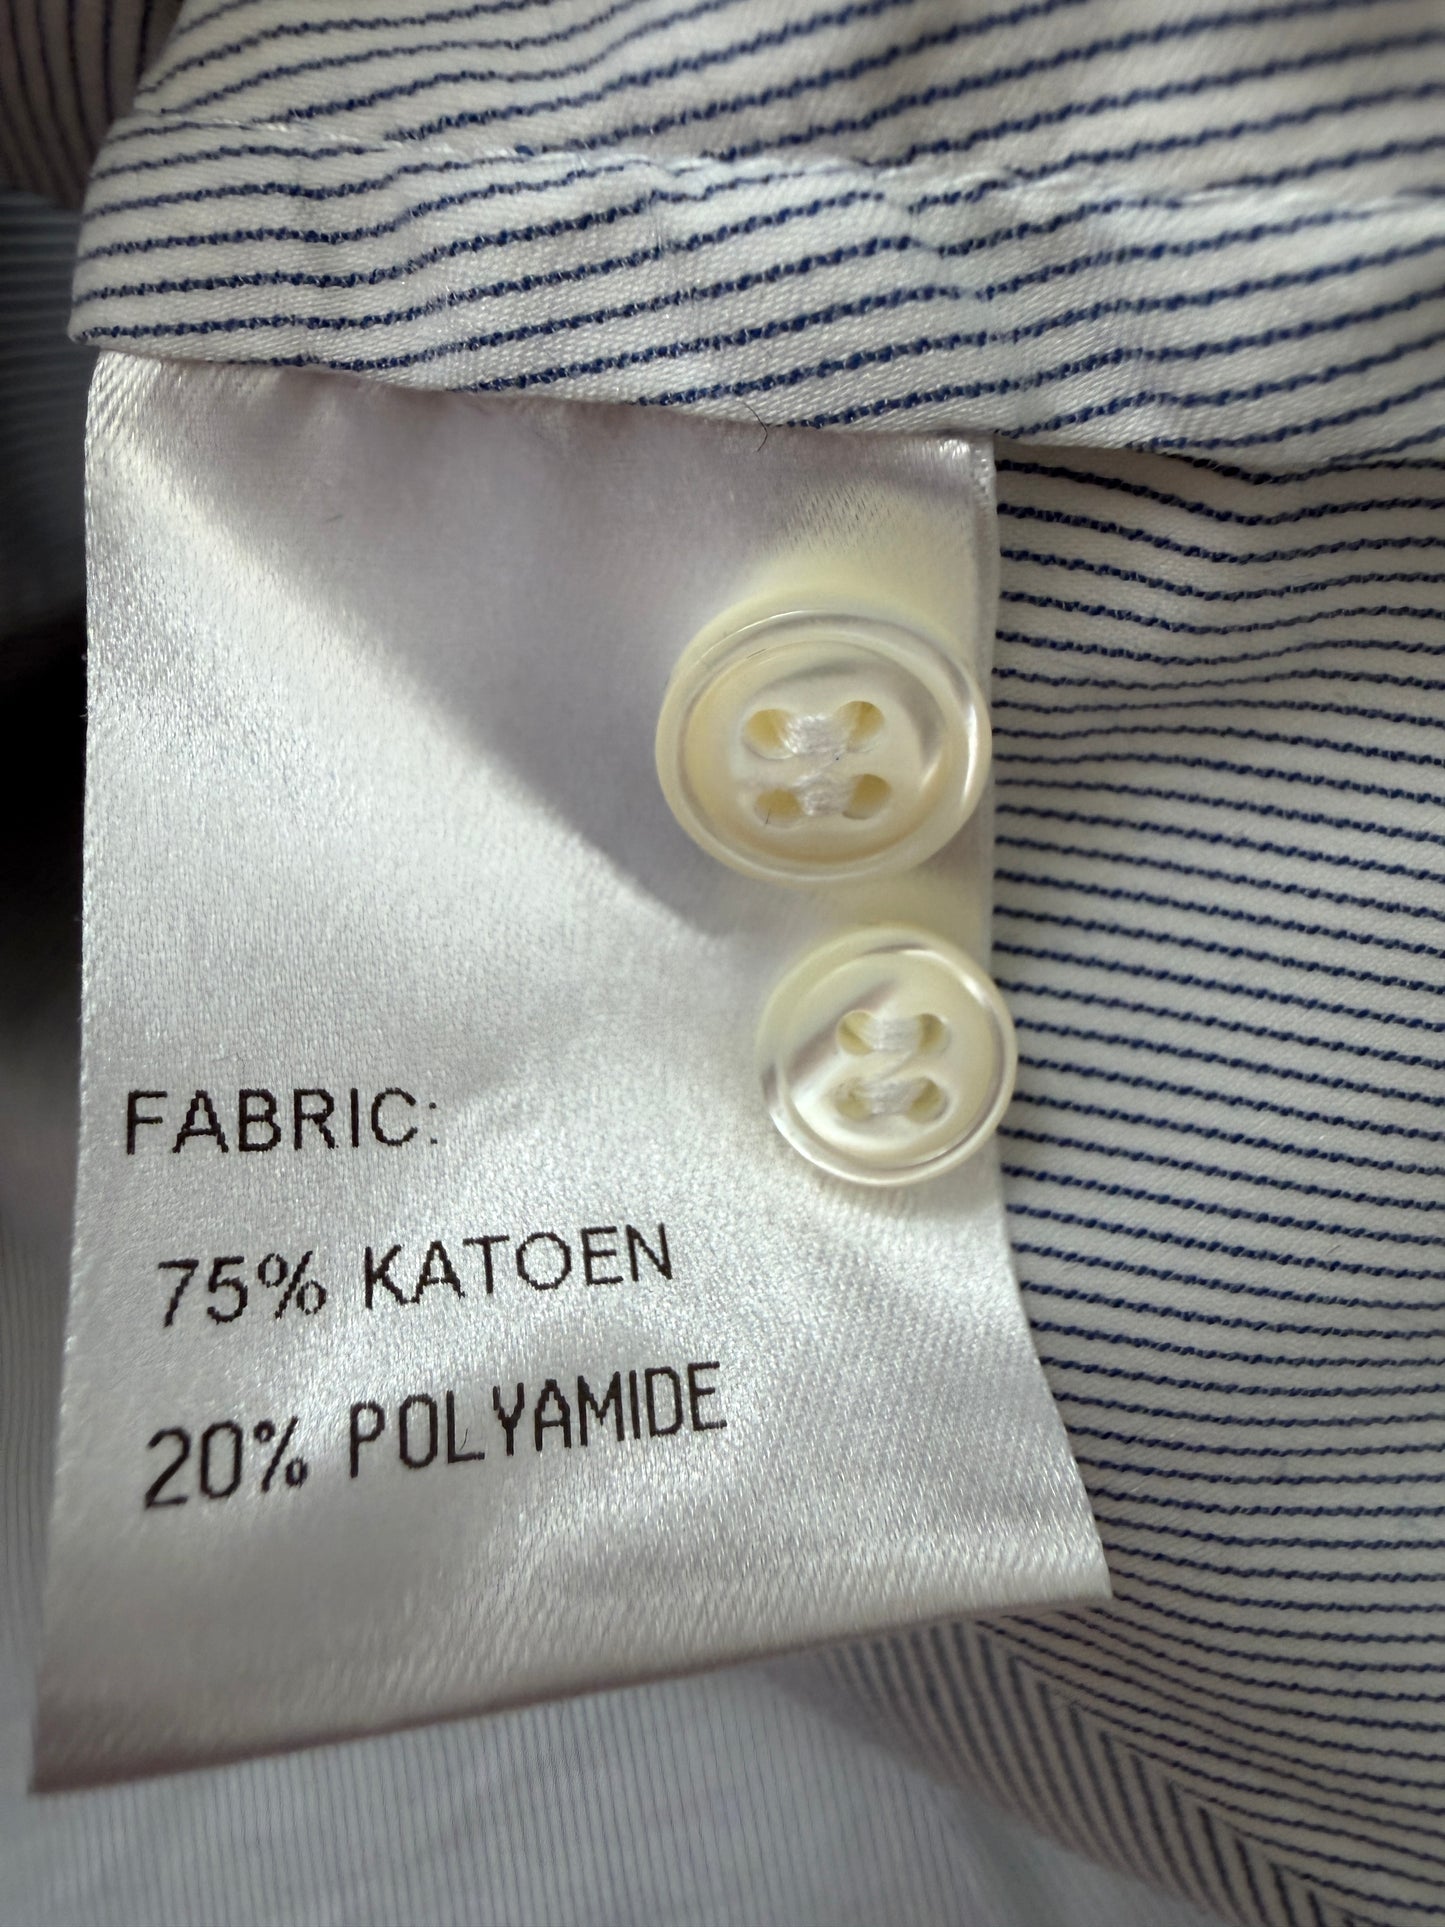 FABRIC:
75% KATOEN
20% POLYAMIDE